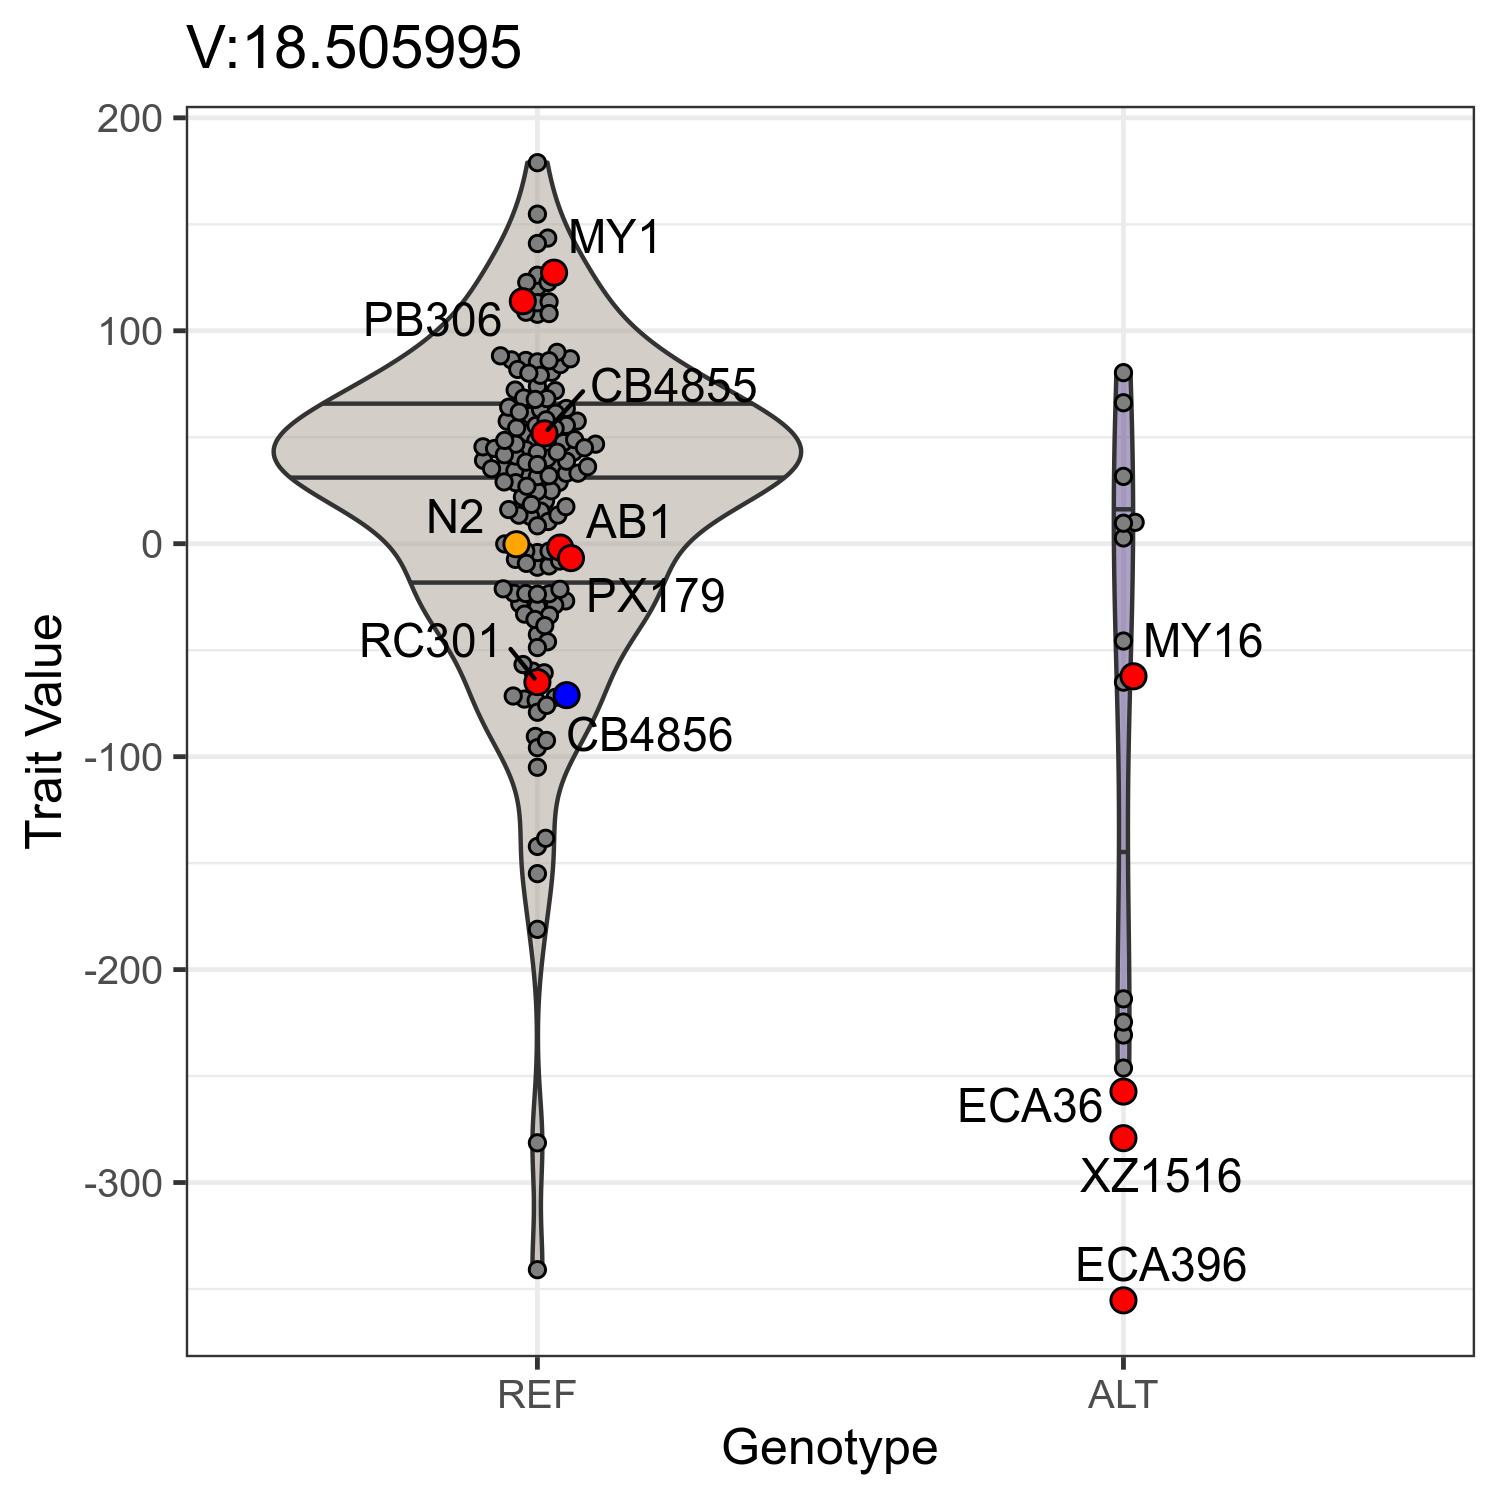 V:18.505995
200
100
0
-100
-200
-300
Trait Value
MY1
PB306
CB4855
N2
AB1
PX179
RC301
MY16
CB4856
ECA36
XZ1516
ECA396
REF
ALT
Genotype